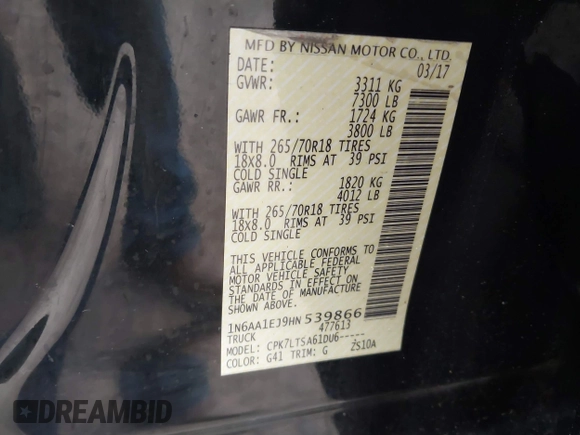 MFD BY NISSAN MOTOR CO., LTD.
DATE: 03/17
GVWR: 3311 KG
7300 LB
GAWR FR.: 1724 KG
3800 LB
WITH 265/70R18 TIRES
18X8.0 RIMS AT 39 PSI
COLD SINGLE
GAWR RR.: 1820 KG
4012 LB
WITH 265/70R18 TIRES
18X8.0 RIMS AT 39 PSI
COLD SINGLE
THIS VEHICLE CONFORMS TO
ALL APPLICABLE FEDERAL
MOTOR VEHICLE SAFETY
STANDARDS IN EFFECT ON
THE DATE OF MANUFACTURE
SHOWN ABOVE.
1N6AA1EJ9HN539866
TRUCK 477613
MODEL: CPK7LTSA61DU6-----
COLOR: G41 TRIM: G ZS10A
DREAMBID